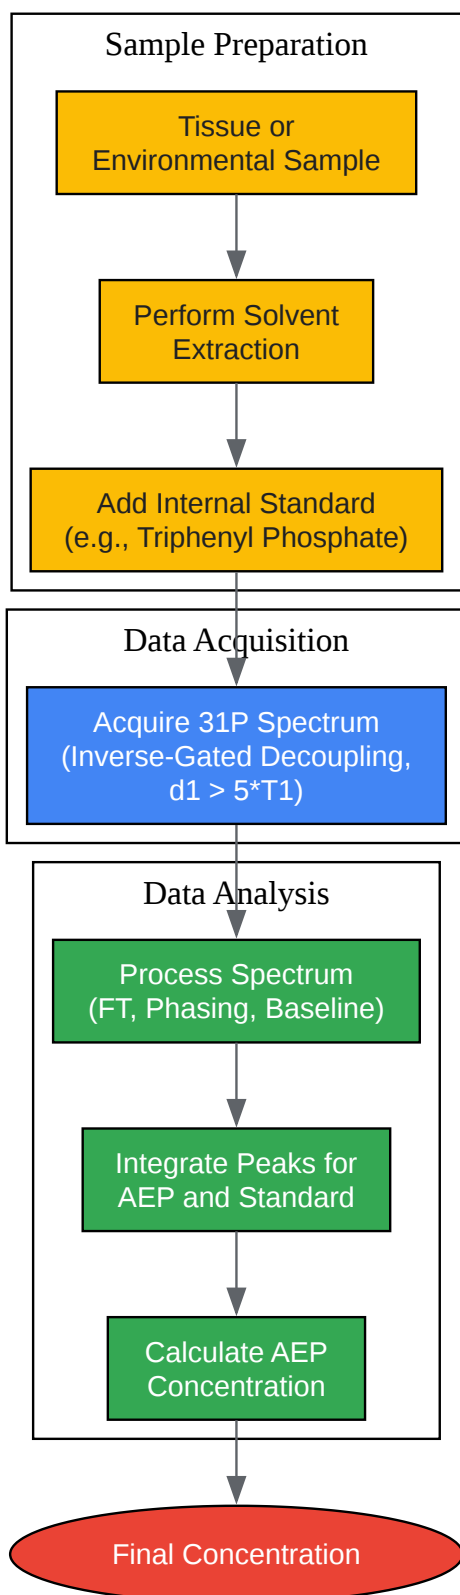 Sample Preparation
Tissue or
Environmental Sample
Perform Solvent
Extraction
Add Internal Standard
(e.g., Triphenyl Phosphate)
Data Acquisition
Acquire 31P Spectrum
(Inverse-Gated Decoupling,
d1 > 5*T1)
Data Analysis
Process Spectrum
(FT, Phasing, Baseline)
Integrate Peaks for
AEP and Standard
Calculate AEP
Concentration
Final Concentration